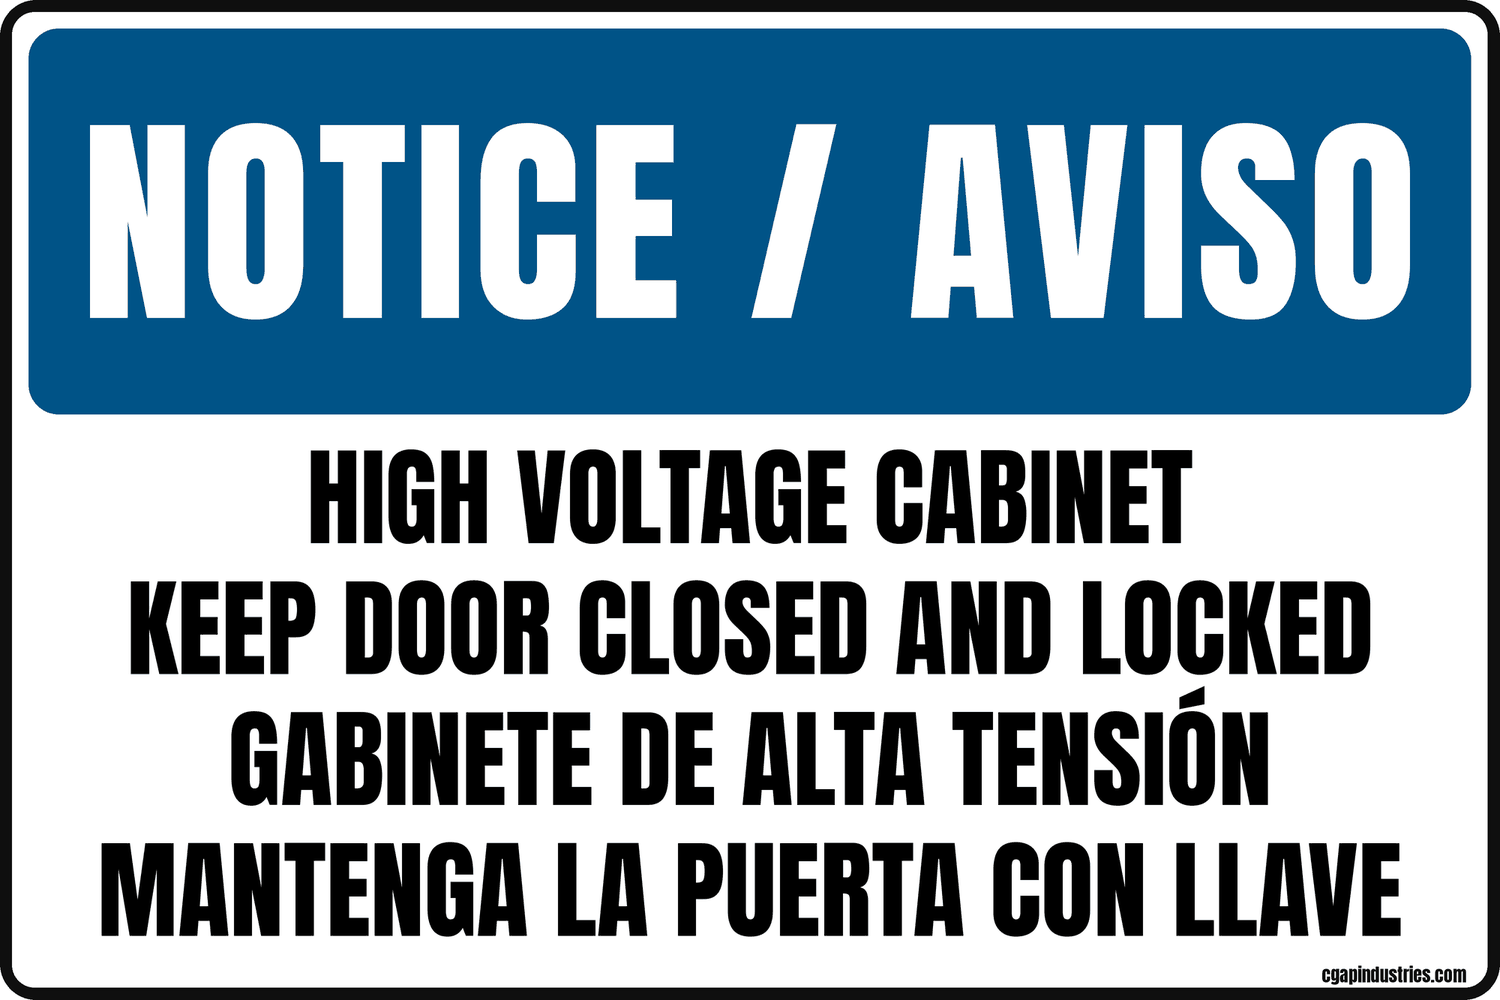 NOTICE / AVISO
HIGH VOLTAGE CABINET
KEEP DOOR CLOSED AND LOCKED
GABINETE DE ALTA TENSIÓN
MANTENGA LA PUERTA CON LLAVE
cgapindustries.com